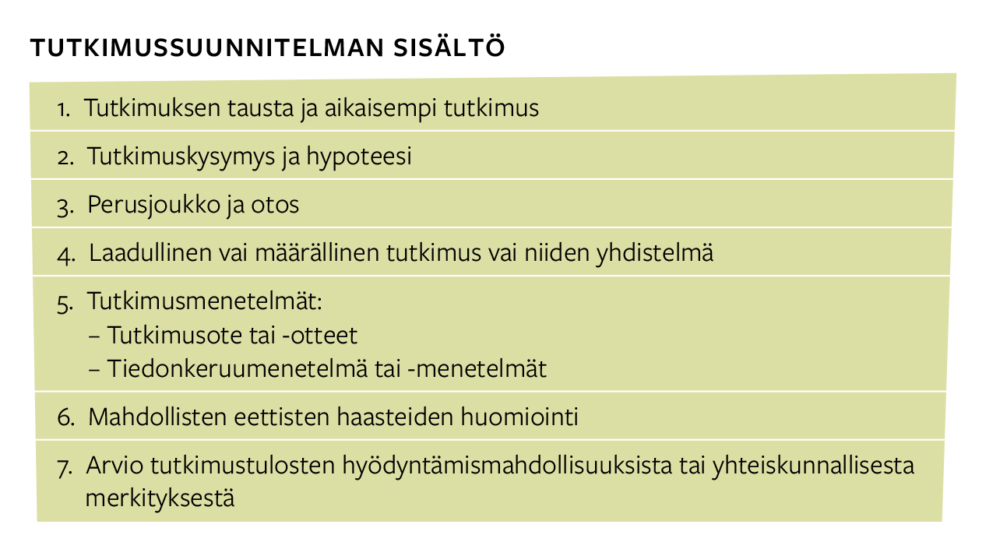 TUTKIMUSSUUNNITELMAN SISÄLTÖ
1. Tutkimuksen tausta ja aikaisempi tutkimus
2. Tutkimuskysymys ja hypoteesi
3. Perusjoukko ja otos
4. Laadullinen vai määrällinen tutkimus vai niiden yhdistelmä
5. Tutkimusmenetelmät:
– Tutkimusote tai -otteet
– Tiedonkeruumenetelmä tai -menetelmät
6. Mahdollisten eettisten haasteiden huomiointi
7. Arvio tutkimustulosten hyödyntämismahdollisuuksista tai yhteiskunnallisesta
merkityksestä